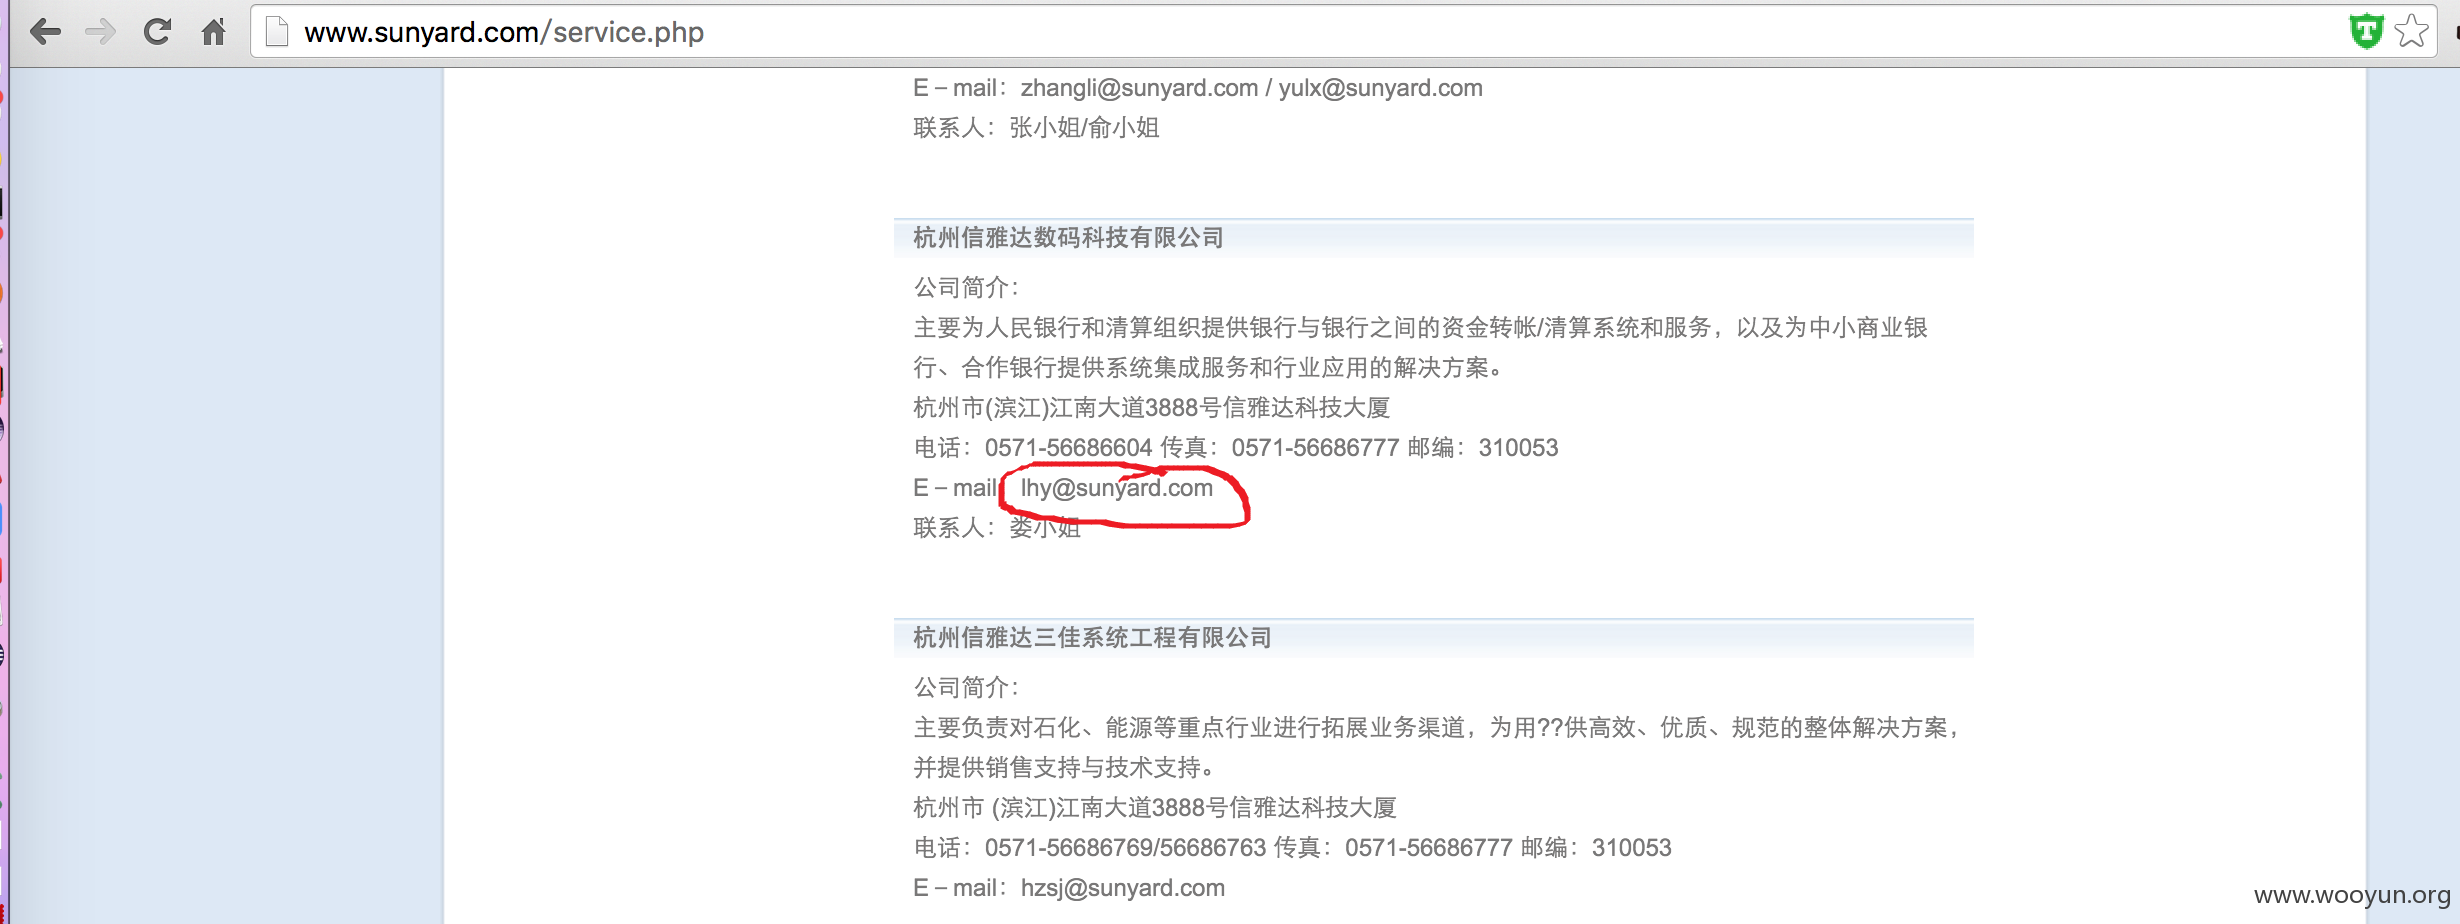 www.sunyard.com/service.php
E – mail：zhangli@sunyard.com / yulx@sunyard.com
联系人：张小姐/俞小姐
杭州信雅达数码科技有限公司
公司简介：
主要为人民银行和清算组织提供银行与银行之间的资金转帐/清算系统和服务，以及为中小商业银
行、合作银行提供系统集成服务和行业应用的解决方案。
杭州市(滨江)江南大道3888号信雅达科技大厦
电话：0571-56686604 传真：0571-56686777 邮编：310053
E – mail lhy@sunyard.com
联系人：娄小姐
杭州信雅达三佳系统工程有限公司
公司简介：
主要负责对石化、能源等重点行业进行拓展业务渠道，为用??供高效、优质、规范的整体解决方案，
并提供销售支持与技术支持。
杭州市 (滨江)江南大道3888号信雅达科技大厦
电话：0571-56686769/56686763 传真：0571-56686777 邮编：310053
E – mail：hzsj@sunyard.com
www.wooyun.org